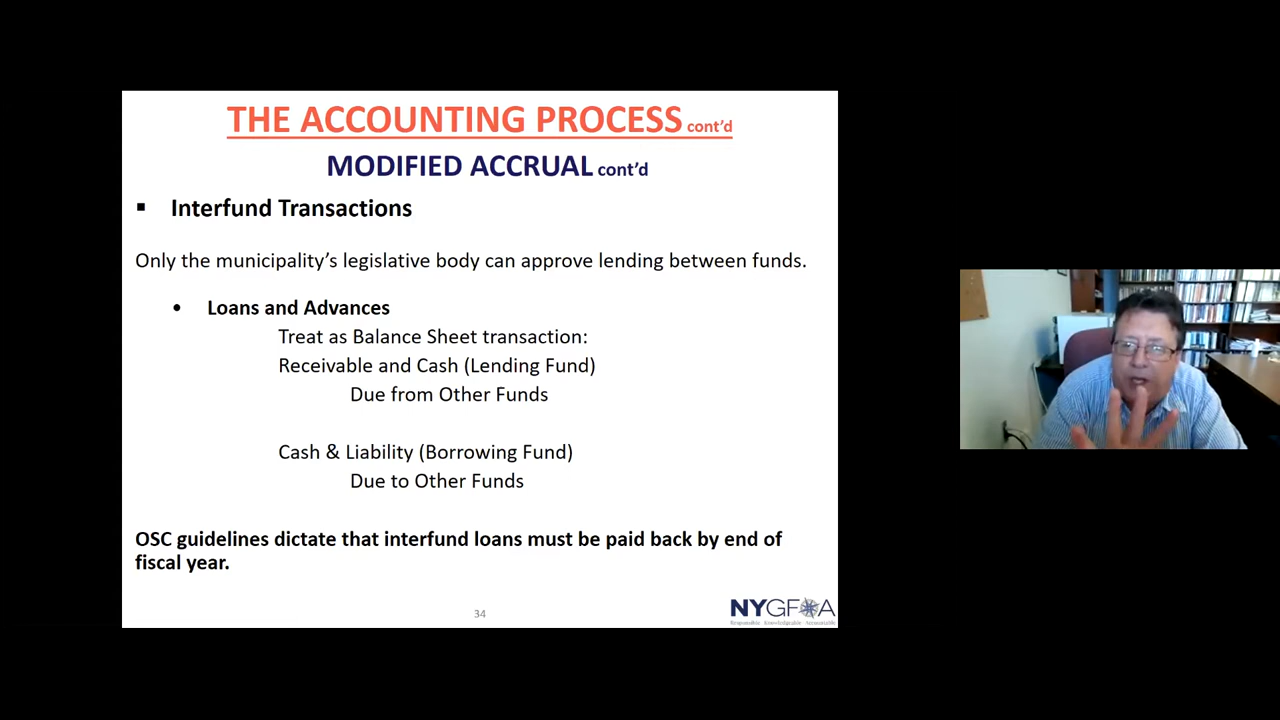 THE ACCOUNTING PROCESS cont’d
MODIFIED ACCRUAL cont’d
▪ Interfund Transactions
Only the municipality’s legislative body can approve lending between funds.
• Loans and Advances
Treat as Balance Sheet transaction:
Receivable and Cash (Lending Fund)
Due from Other Funds
Cash & Liability (Borrowing Fund)
Due to Other Funds
OSC guidelines dictate that interfund loans must be paid back by end of
fiscal year.
34
NYGFOA
Responsible Knowledgeable Accountable